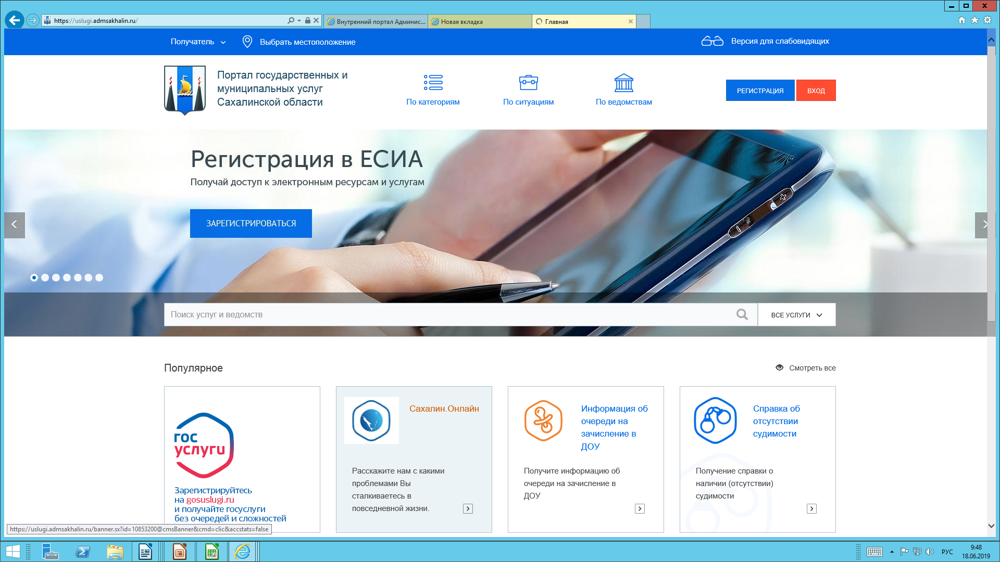 https://uslugi.admsakhalin.ru/
Внутренний портал Админис...
Новая вкладка
Главная
Получатель
Выбрать местоположение
Версия для слабовидящих
Портал государственных и
муниципальных услуг
Сахалинской области
По категориям
По ситуациям
По ведомствам
РЕГИСТРАЦИЯ
ВХОД
Регистрация в ЕСИА
Получай доступ к электронным ресурсам и услугам
ЗАРЕГИСТРИРОВАТЬСЯ
Поиск услуг и ведомств
ВСЕ УСЛУГИ
Популярное
Смотреть все
гос
услуги
Зарегистрируйтесь
на gosuslugi.ru
и получайте госуслуги
без очередей и сложностей
Сахалин.Онлайн
Расскажите нам с какими
проблемами Вы
сталкиваетесь в
повседневной жизни.
Информация об
очереди на
зачисление в
ДОУ
Получите информацию об
очереди на зачисление в
ДОУ
Справка об
отсутствии
судимости
Получение справки о
наличии (отсутствии)
судимости
https://uslugi.admsakhalin.ru/banner.sx?id=10853200@cmsBanner&cmd=clic&accstats=false
РУС
9:48
18.06.2019